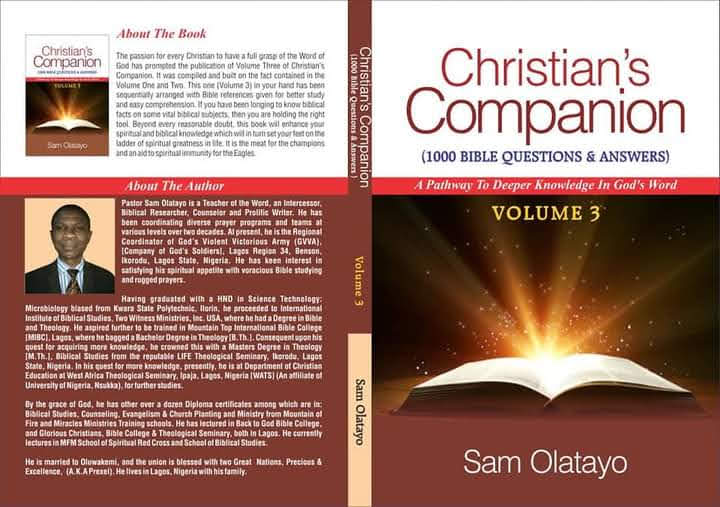 Christian's
Companion
(1000 BIBLE QUESTIONS & ANSWERS)
VOLUME 3
Sam Olatayo
About The Book
The passion for every Christian to have a full grasp of the Word of
God has prompted the publication of Volume Three of Christian's
Companion. It was compiled and built on the fact contained in the
Volume One and Two. This one (Volume 3) in your hand has been
sequentially arranged with Bible references given for better study
and easy comprehension. If you have been longing to know biblical
facts on some vital biblical subjects, then you are holding the right
tool. Beyond every reasonable doubt, this book will enhance your
spiritual and biblical knowledge which will in turn set your feet on the
ladder of spiritual greatness in life. It is the meat for the champions
and an aid to spiritual immunity for the Eagles.
About The Author
Pastor Sam Olatayo is a Teacher of the Word, an Intercessor,
Biblical Researcher, Counselor and Prolific Writer. He has
been coordinating diverse prayer programs and teams at
various levels over two decades. At present, he is the Regional
Coordinator of God's Violent Victorious Army (GVVA),
[Company of God's Soldiers], Lagos Region 34, Benson,
Ikorodu, Lagos State, Nigeria. He has keen interest in
satisfying his spiritual appetite with voracious Bible studying
and rogged prayers.
Having graduated with a HND in Science Technology;
Microbiology biased from Kwara State Polytechnic, Ilorin, he proceeded to International
Institute of Biblical Studies, Two Witness Ministries, Inc. USA, where he had a Degree in Bible
and Theology. He aspired further to be trained in Mountain Top International Bible College
[MIBC], Lagos, where he bagged a Bachelor Degree in Theology [B.Th.]. Consequent upon his
quest for acquiring more knowledge, he crowned this with a Masters Degree in Theology
[M.Th.], Biblical Studies from the reputable LIFE Theological Seminary, Ikorodu, Lagos
State, Nigeria. In his quest for more knowledge, presently, he is at Department of Christian
Education at West Africa Theological Seminary, Ipaja, Lagos, Nigeria [WATS] (An affiliate of
University of Nigeria, Nsukka), for further studies.
By the grace of God, he has other over a dozen Diploma certificates among which are in;
Biblical Studies, Counseling, Evangelism & Church Planting and Ministry from Mountain of
Fire and Miracles Ministries Training schools. He has lectured in Back to God Bible College,
and Glorious Christians, Bible College & Theological Seminary, both in Lagos. He currently
lectures in MFM School of Spiritual Red Cross and School of Biblical Studies.
He is married to Oluwakemi, and the union is blessed with two Great Nations, Precious &
Excellence, (A.K.A Prexel). He lives in Lagos, Nigeria with his family.
Christian's Companion
(1000 Bible Questions & Answers )
Volume 3
Sam Olatayo
Christian's
Companion
(1000 BIBLE QUESTIONS & ANSWERS)
A Pathway To Deeper Knowledge In God's Word
VOLUME 3
Sam Olatayo